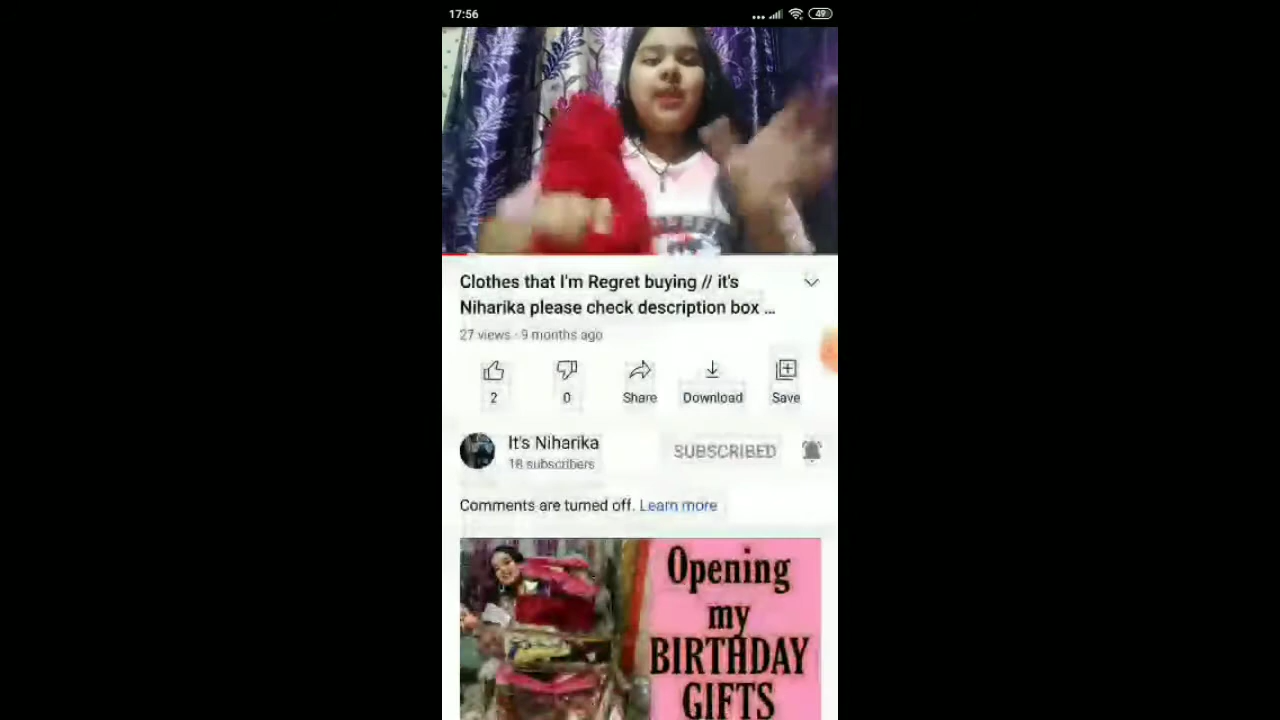 17:56
49
Clothes that I'm Regret buying // it's
Niharika please check description box ...
27 views · 9 months ago
2
0
Share
Download
Save
It's Niharika
18 subscribers
SUBSCRIBED
Comments are turned off. Learn more
Opening
my
BIRTHDAY
GIFTS